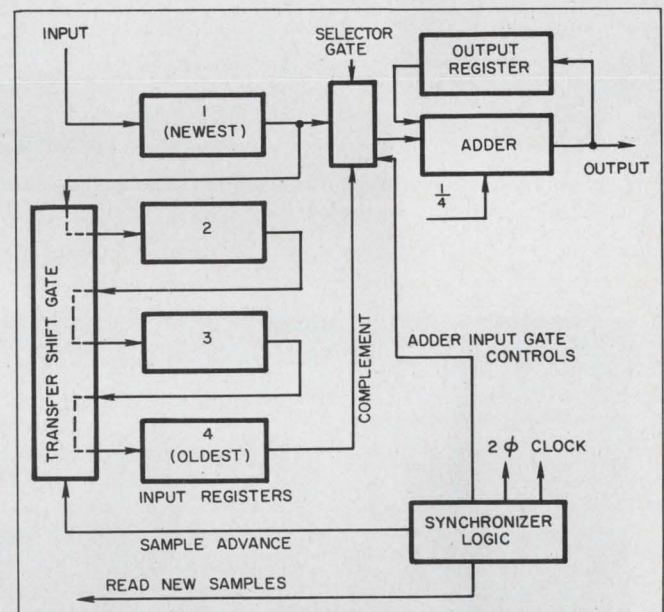 INPUT
SELECTOR
GATE
OUTPUT
REGISTER
1
(NEWEST)
ADDER
OUTPUT
1/4
TRANSFER SHIFT GATE
2
3
COMPLEMENT
ADDER INPUT GATE
CONTROLS
4
(OLDEST)
INPUT REGISTERS
2 ϕ CLOCK
SYNCHRONIZER
LOGIC
SAMPLE ADVANCE
READ NEW SAMPLES